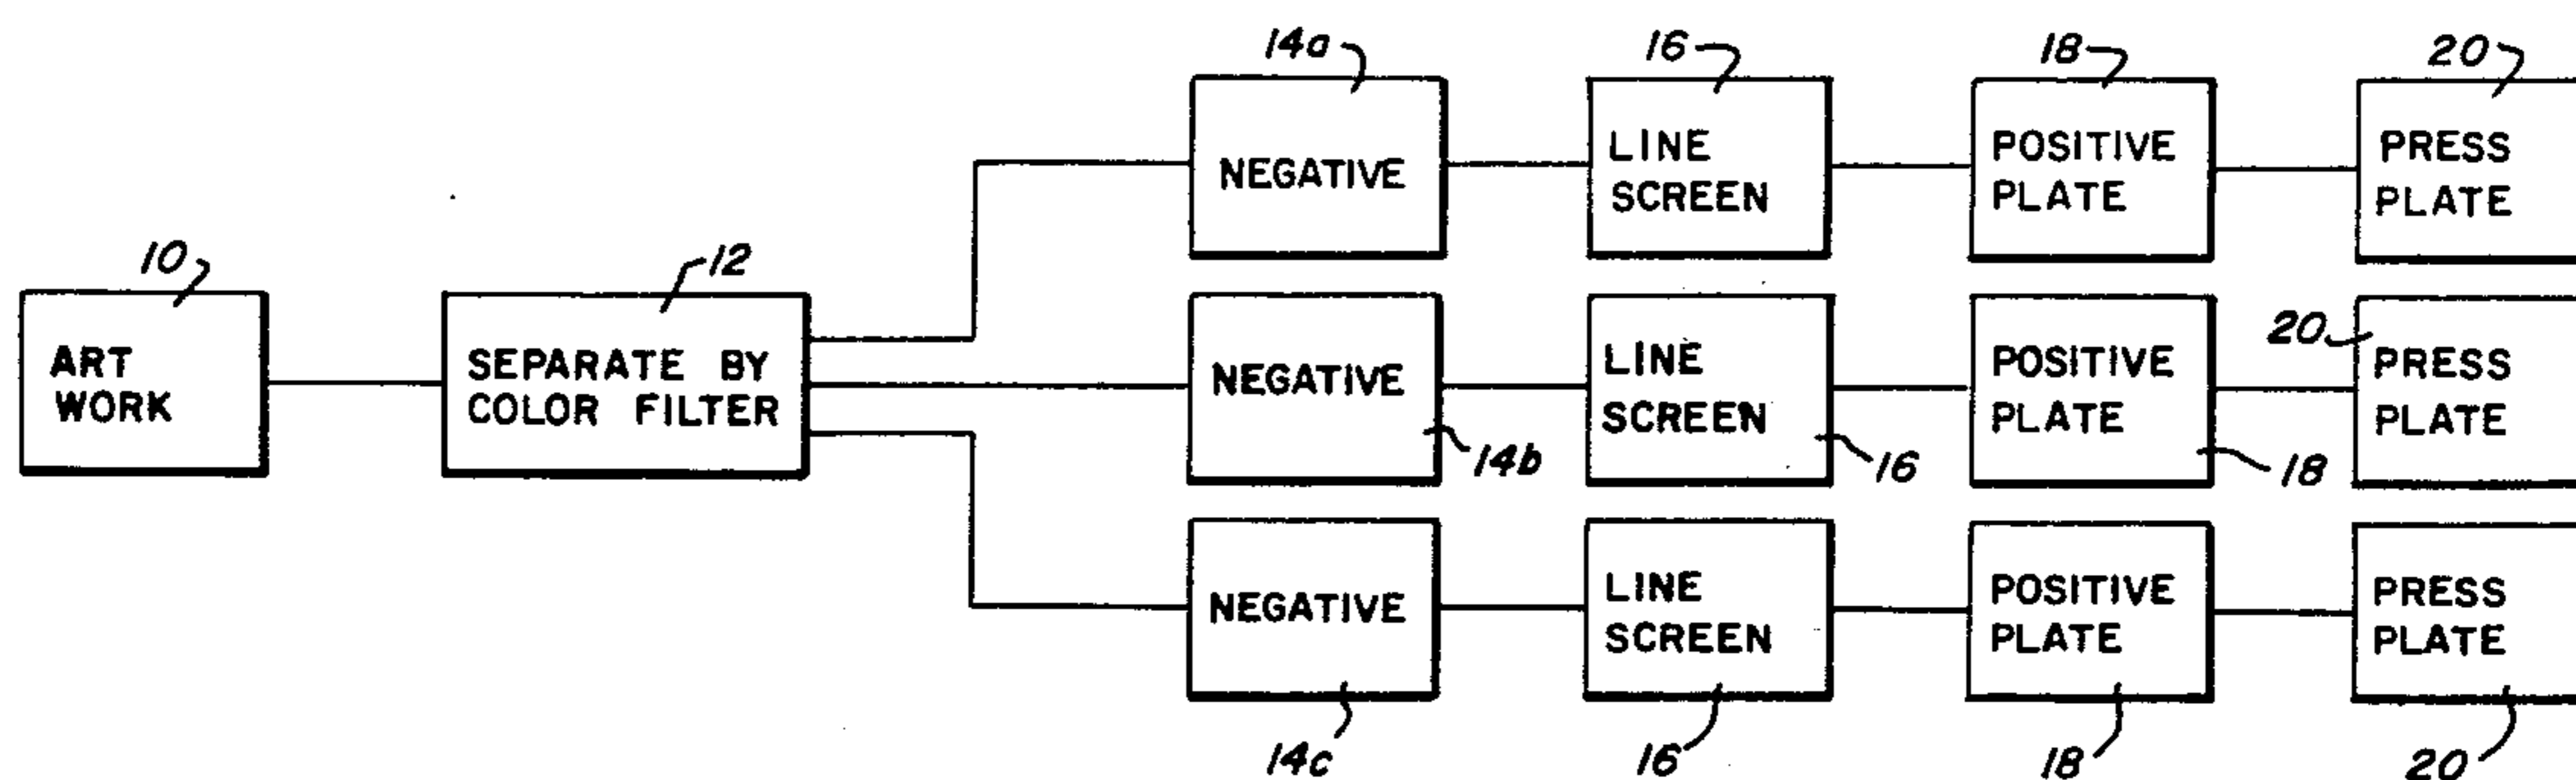 14a
16
18
20
NEGATIVE
LINE
SCREEN
POSITIVE
PLATE
PRESS
PLATE
10
12
ART
WORK
SEPARATE BY
COLOR FILTER
NEGATIVE
14b
LINE
SCREEN
16
POSITIVE
PLATE
18
20
PRESS
PLATE
NEGATIVE
LINE
SCREEN
POSITIVE
PLATE
PRESS
PLATE
14c
16
18
20